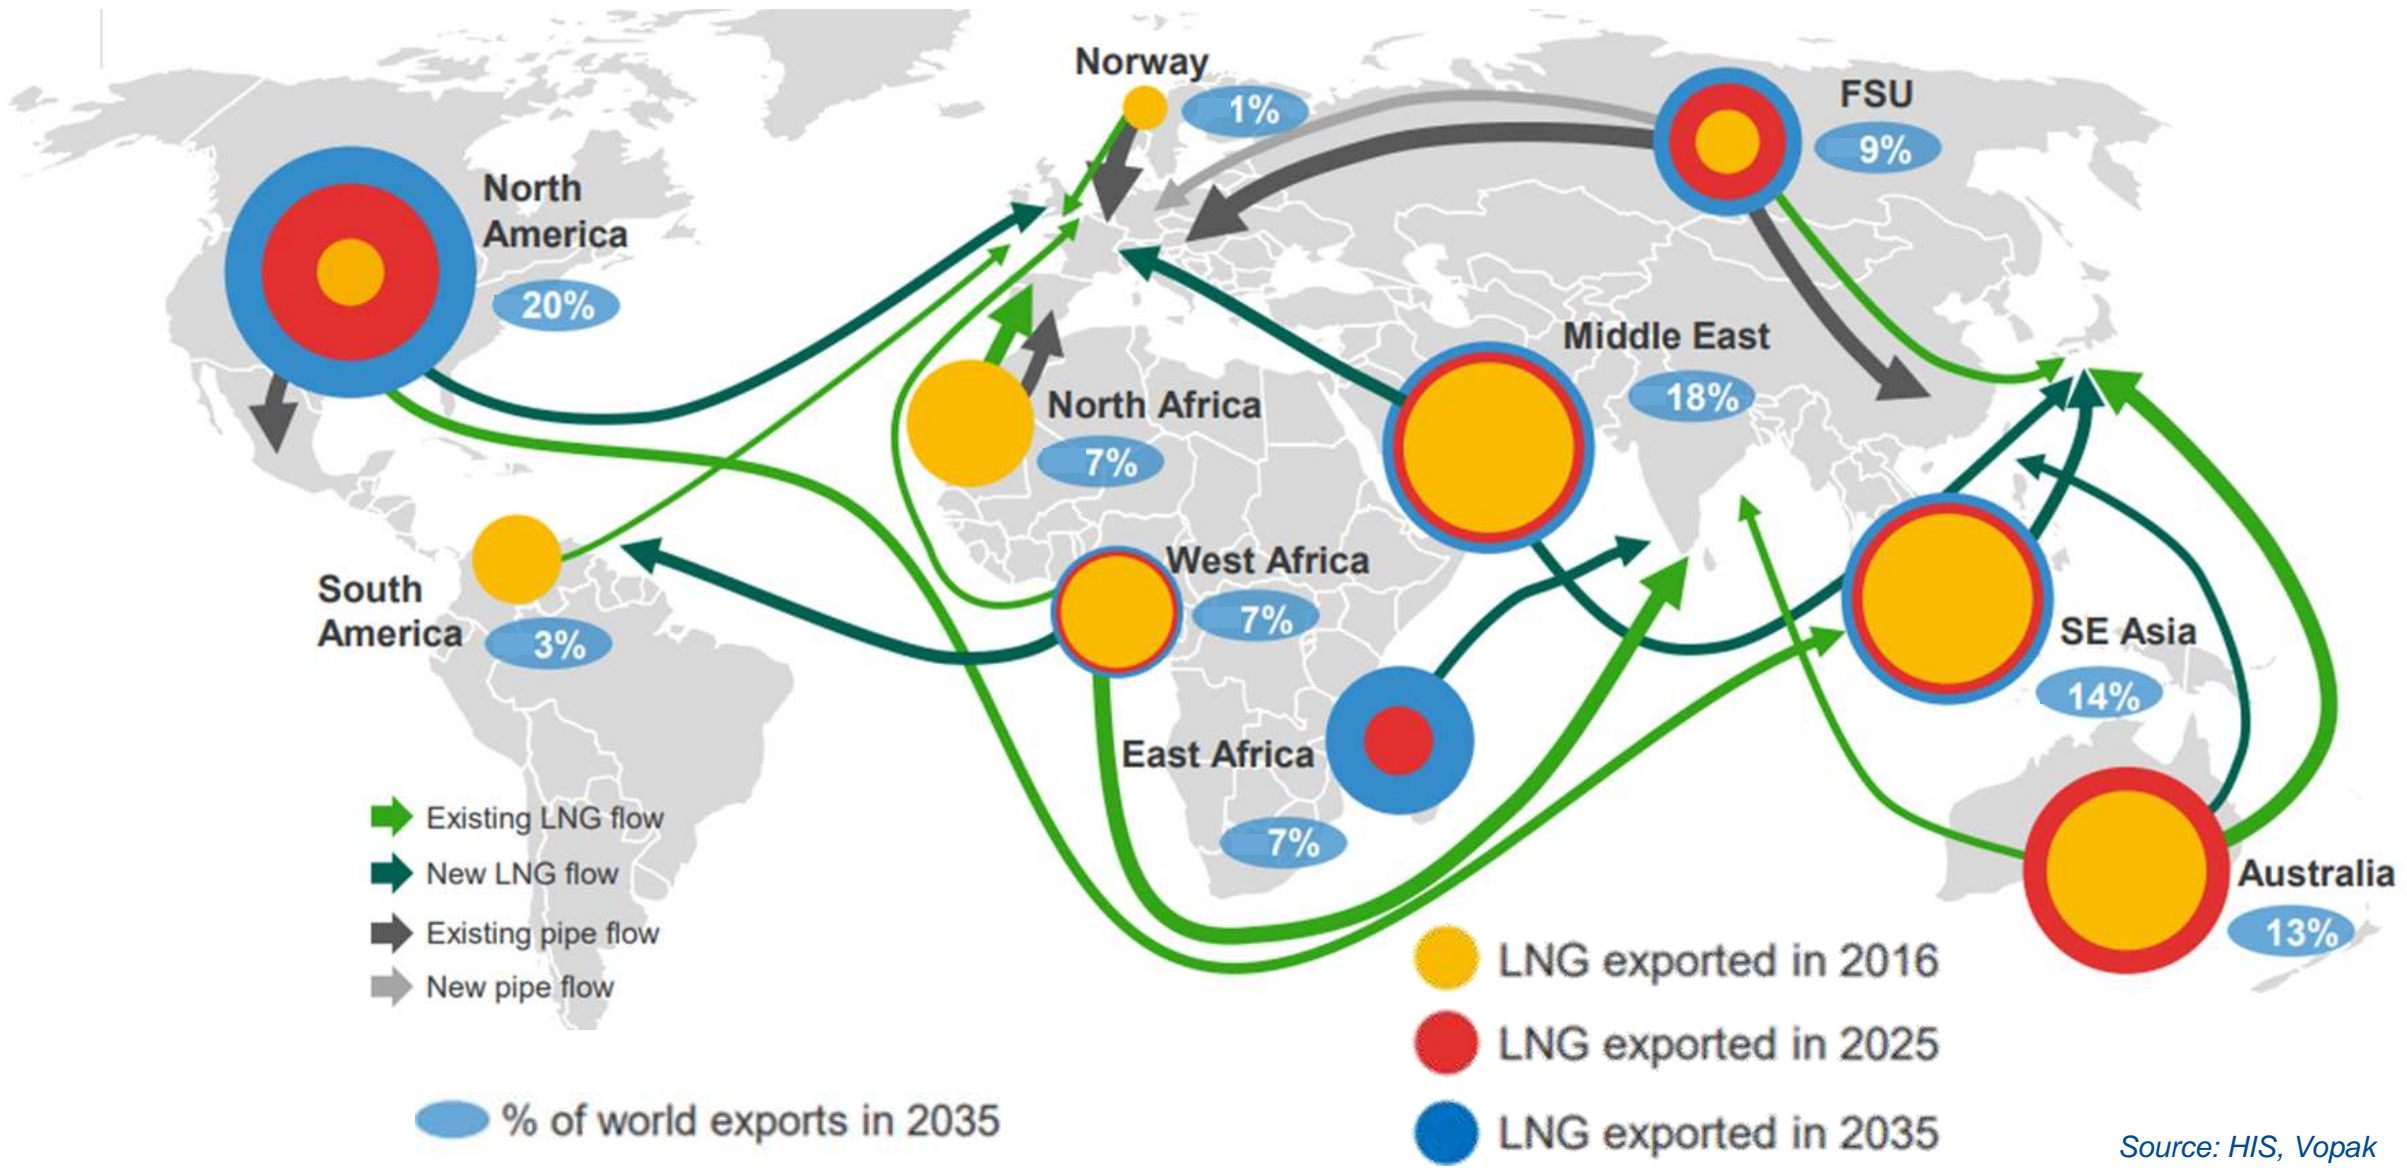 Norway
1%
FSU
9%
North
America
20%
Middle East
18%
North Africa
7%
West Africa
7%
South
America
3%
SE Asia
14%
East Africa
7%
Australia
13%
Existing LNG flow
New LNG flow
Existing pipe flow
New pipe flow
LNG exported in 2016
LNG exported in 2025
LNG exported in 2035
% of world exports in 2035
Source: HIS, Vopak